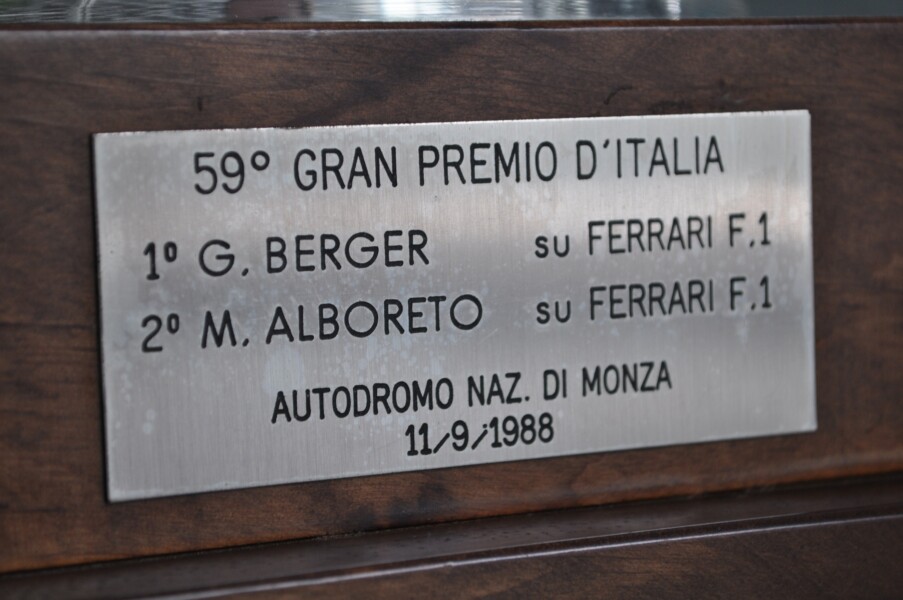 59° GRAN PREMIO D'ITALIA
1° G. BERGER su FERRARI F.1
2° M. ALBORETO su FERRARI F.1
AUTODROMO NAZ. DI MONZA
11/9/1988